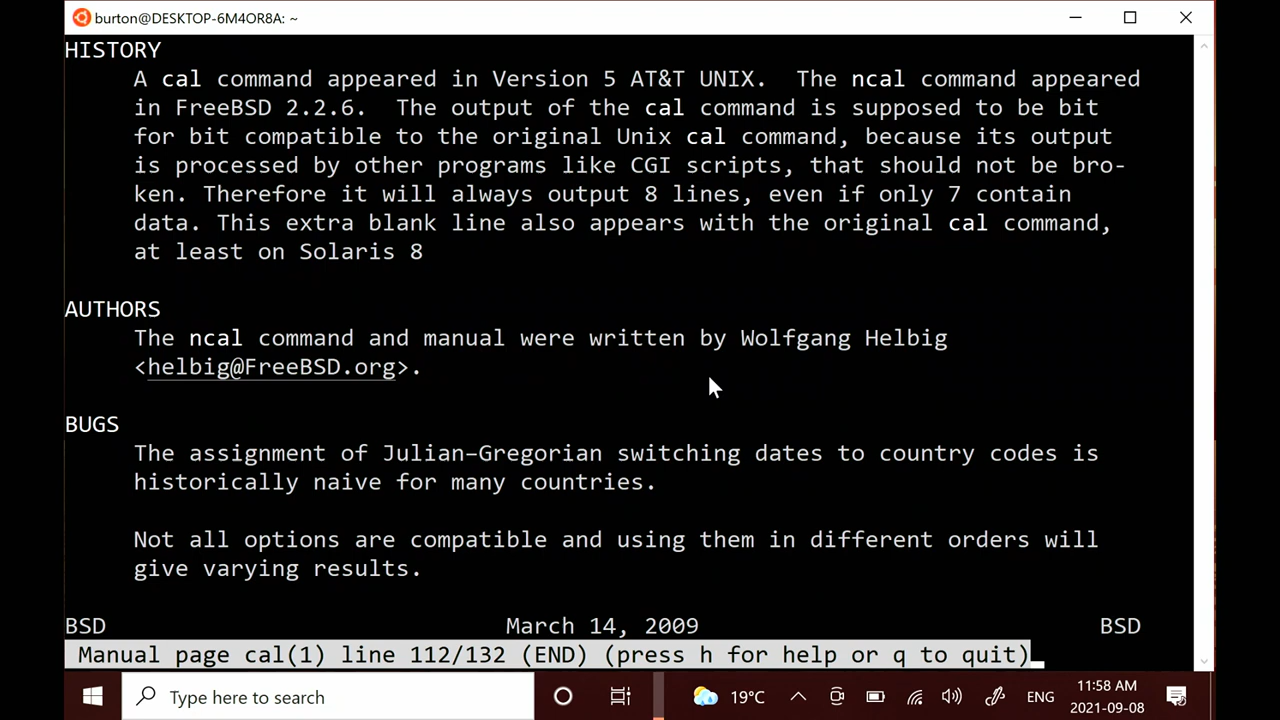 burton@DESKTOP-6M4OR8A: ~
HISTORY
A cal command appeared in Version 5 AT&T UNIX.  The ncal command appeared
in FreeBSD 2.2.6.  The output of the cal command is supposed to be bit
for bit compatible to the original Unix cal command, because its output
is processed by other programs like CGI scripts, that should not be bro-
ken. Therefore it will always output 8 lines, even if only 7 contain
data. This extra blank line also appears with the original cal command,
at least on Solaris 8
AUTHORS
The ncal command and manual were written by Wolfgang Helbig
<helbig@FreeBSD.org>.
BUGS
The assignment of Julian–Gregorian switching dates to country codes is
historically naive for many countries.
Not all options are compatible and using them in different orders will
give varying results.
BSD March 14, 2009 BSD
Manual page cal(1) line 112/132 (END) (press h for help or q to quit)
Type here to search 19°C ENG 11:58 AM
2021-09-08